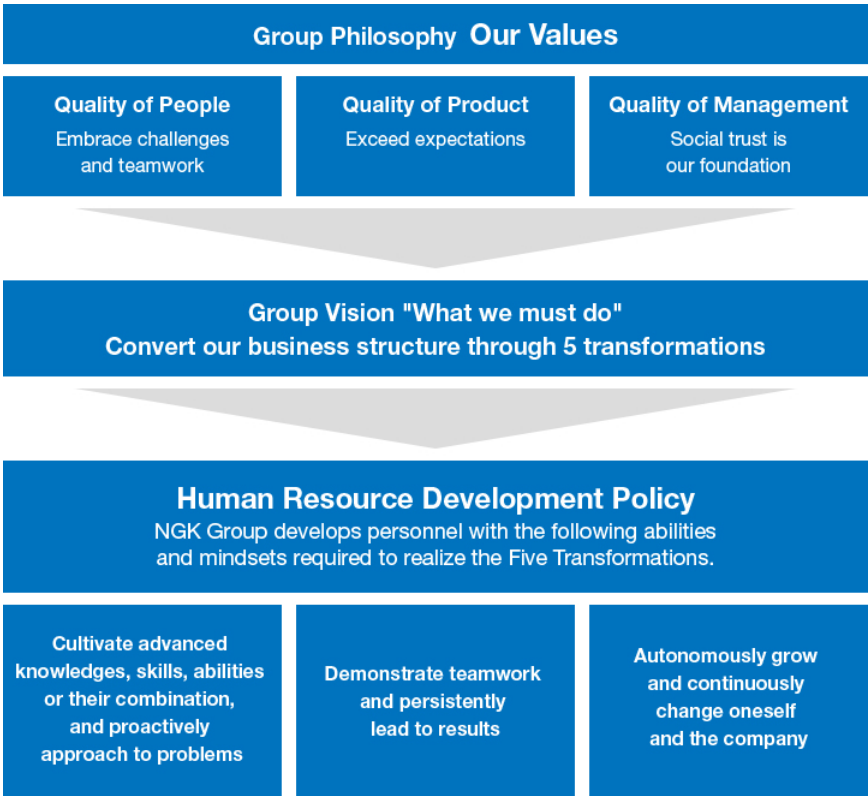 Group Philosophy Our Values
Quality of People
Embrace challenges
and teamwork
Quality of Product
Exceed expectations
Quality of Management
Social trust is
our foundation
Group Vision "What we must do"
Convert our business structure through 5 transformations
Human Resource Development Policy
NGK Group develops personnel with the following abilities
and mindsets required to realize the Five Transformations.
Cultivate advanced
knowledges, skills, abilities
or their combination,
and proactively
approach to problems
Demonstrate teamwork
and persistently
lead to results
Autonomously grow
and continuously
change oneself
and the company